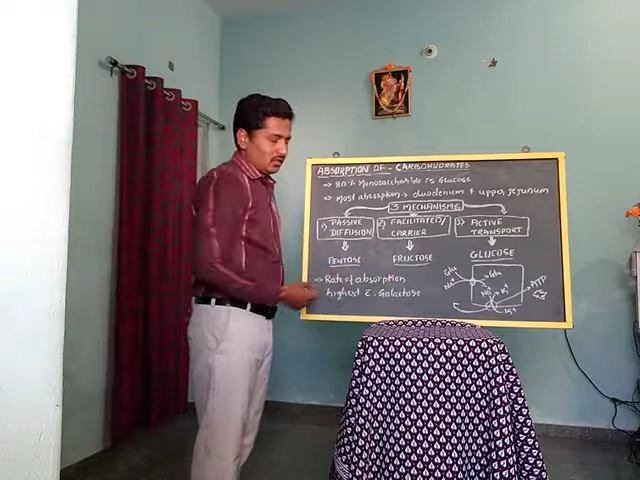 ABSORPTION OF - CARBOHYDRATES
→ 80% Monosaccharide is Glucose
→ Most absorption → duodenum & upper Jejunum
3 MECHANISMS
1) PASSIVE DIFFUSION
2) FACILITATED/ CARRIER
3) ACTIVE TRANSPORT
PENTOSE
FRUCTOSE
GLUCOSE
→ Rate of absorption
highest c̄ Galactose
Glu
Glu
Na+
Na+
K+
ATP
K+